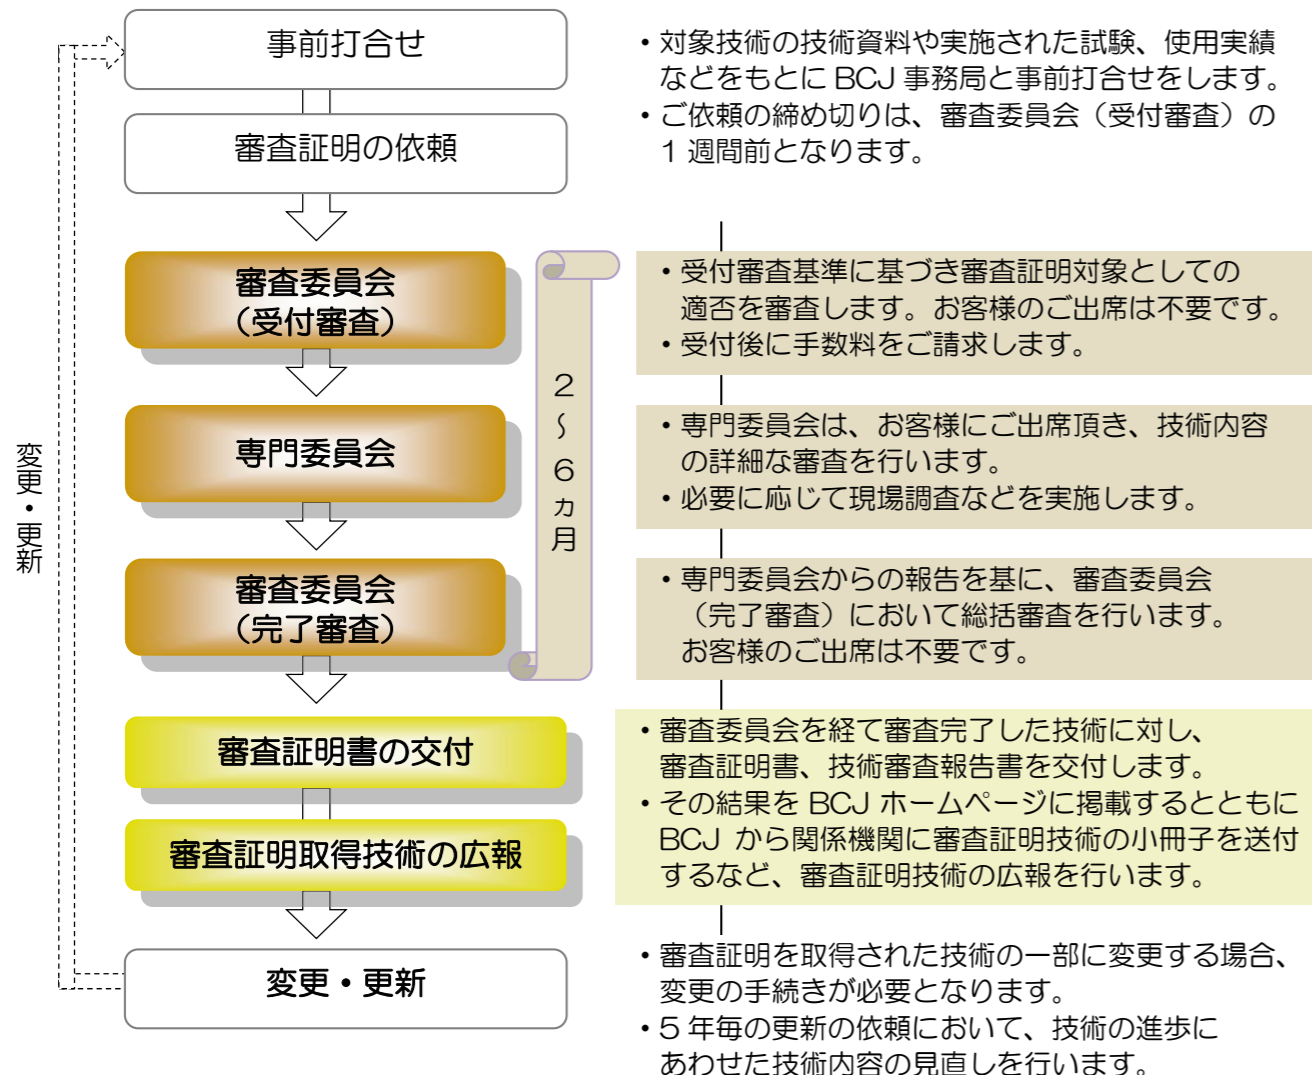 事前打合せ
・対象技術の技術資料や実施された試験、使用実績
などをもとに BCJ 事務局と事前打合せをします。
・ご依頼の締め切りは、審査委員会（受付審査）の
1 週間前となります。
審査証明の依頼
審査委員会
（受付審査）
・受付審査基準に基づき審査証明対象としての
適否を審査します。お客様のご出席は不要です。
・受付後に手数料をご請求します。
2～6ヵ月
専門委員会
・専門委員会は、お客様にご出席頂き、技術内容
の詳細な審査を行います。
・必要に応じて現場調査などを実施します。
変更・更新
審査委員会
（完了審査）
・専門委員会からの報告を基に、審査委員会
（完了審査）において総括審査を行います。
お客様のご出席は不要です。
審査証明書の交付
・審査委員会を経て審査完了した技術に対し、
審査証明書、技術審査報告書を交付します。
・その結果を BCJ ホームページに掲載するとともに
BCJ から関係機関に審査証明技術の小冊子を送付
するなど、審査証明技術の広報を行います。
審査証明取得技術の広報
変更・更新
・審査証明を取得された技術の一部に変更する場合、
変更の手続きが必要となります。
・5 年毎の更新の依頼において、技術の進歩に
あわせた技術内容の見直しを行います。